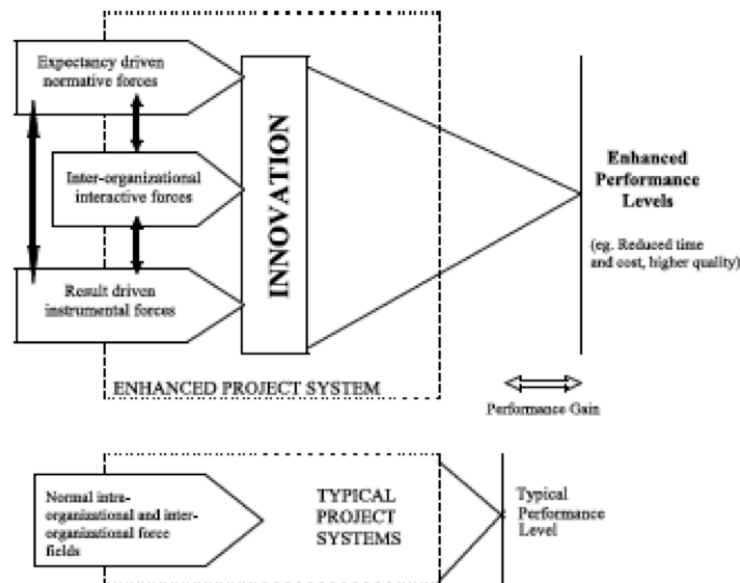 Expectancy driven
normative forces
Inter-organizational
interactive forces
Result driven
instrumental forces
INNOVATION
Enhanced
Performance
Levels
(eg. Reduced time
and cost, higher quality)
ENHANCED PROJECT SYSTEM
Performance Gain
Normal intra-
organizational and inter-
organizational force
fields
TYPICAL
PROJECT
SYSTEMS
Typical
Performance
Level